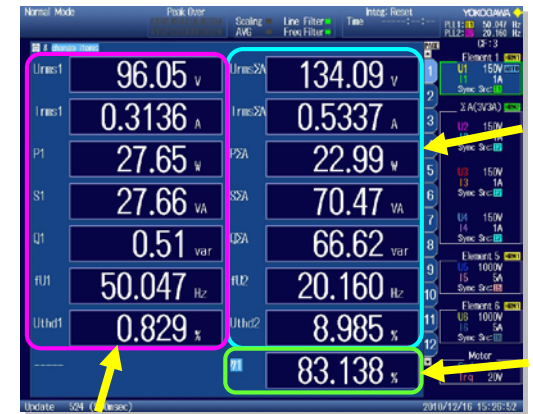 Normal Mode Peak Over Scaling Line Filter Time Integ: Reset YOKOGAWA
AVG Freq Filter PLL1: 50.047 Hz
PLL2: 20.160 Hz
8 change items CF:3
Urms1 96.05 V UrmsΣA 134.09 V
Irms1 0.3136 A IrmsΣA 0.5337 A
P1 27.65 W PΣA 22.99 W
S1 27.66 VA SΣA 70.47 VA
Q1 0.51 var QΣA 66.62 var
fU1 50.047 Hz fU2 20.160 Hz
Uthd1 0.829 % Uthd2 8.985 %
----- η1 83.138 %
1
2
3
5
6
7
8
9
10
11
12
Element 1
U1 150V
I1 1A
Sync Src:
ΣA(3V3A)
U2 150V
1A
Sync Src:
U3 150V
I3 1A
Sync Src:
U4 150V
I4 1A
Sync Src:
Element 5
U5 1000V
I5 5A
Sync Src:
Element 6
U6 1000V
I6 5A
Sync Src:
Motor
Trq 20V
Update 524 2010/12/16 15:26:52